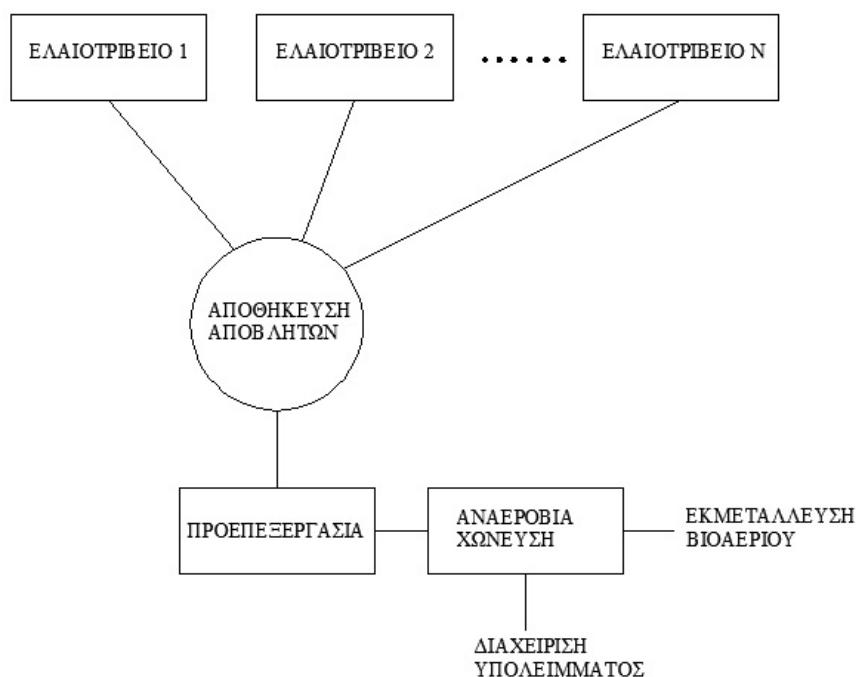 ΕΛΑΙΟΤΡΙΒΕΙΟ 1
ΕΛΑΙΟΤΡΙΒΕΙΟ 2
......
ΕΛΑΙΟΤΡΙΒΕΙΟ Ν
ΑΠΟΘΗΚΕΥΣΗ
ΑΠΟΒΛΗΤΩΝ
ΠΡΟΕΠΕΞΕΡΓΑΣΙΑ
ΑΝΑΕΡΟΒΙΑ
ΧΩΝΕΥΣΗ
ΕΚΜΕΤΑΛΛΕΥΣΗ
ΒΙΟΑΕΡΙΟΥ
ΔΙΑΧΕΙΡΙΣΗ
ΥΠΟΛΕΙΜΜΑΤΟΣ